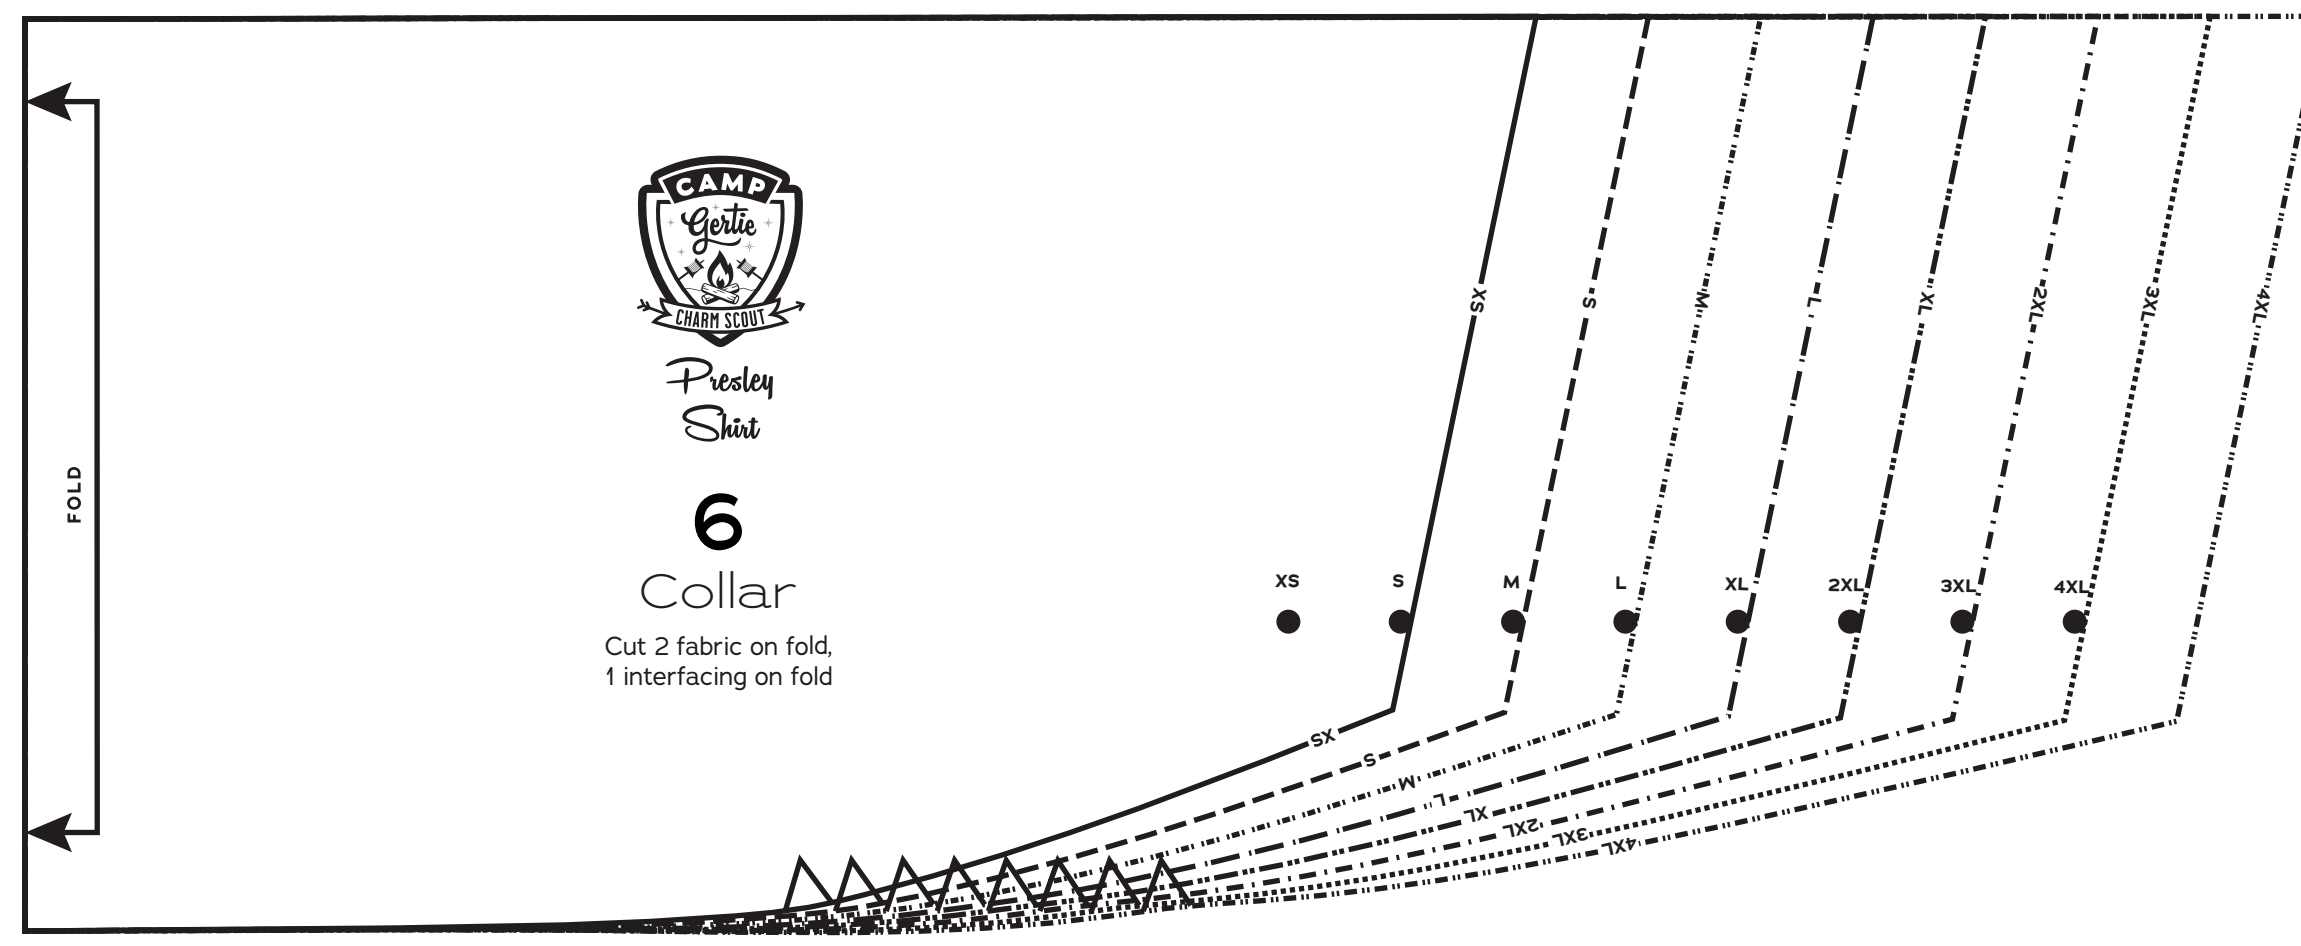 CAMP
Gertie
CHARM SCOUT
Presley
Shirt
6
Collar
Cut 2 fabric on fold,
1 interfacing on fold
FOLD
XS
S
M
L
XL
2XL
3XL
4XL
XS
S
M
L
XL
2XL
3XL
4XL
XS
S
M
L
XL
2XL
3XL
4XL